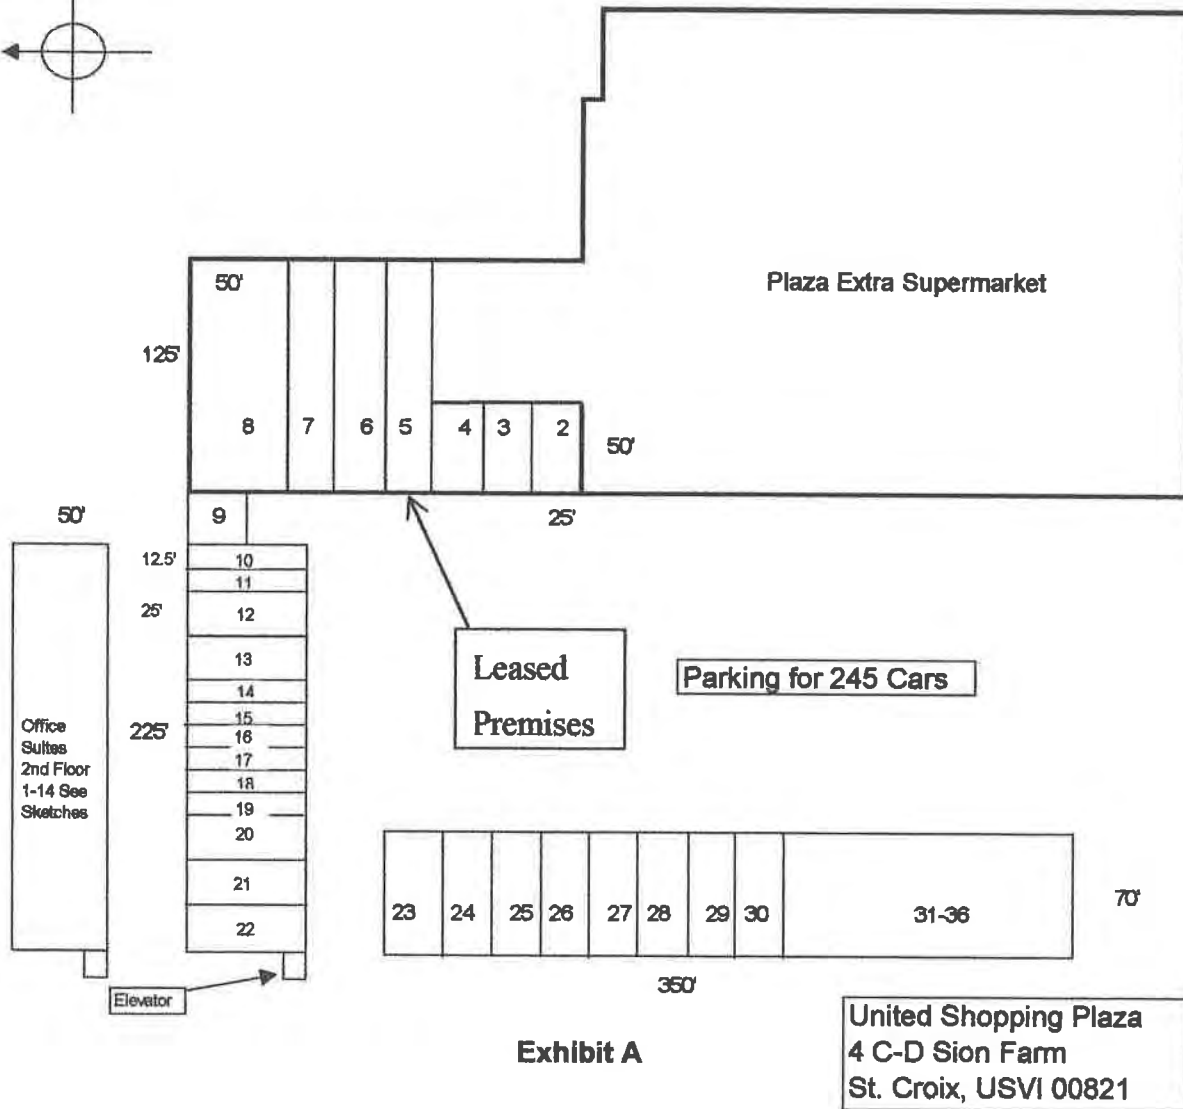 Plaza Extra Supermarket
50'
125'
8
7
6
5
4
3
2
50'
9
25'
50'
12.5'
10
11
25'
12
13
14
15
16
17
18
19
20
21
22
225'
Office
Suites
2nd Floor
1-14 See
Sketches
Leased
Premises
Parking for 245 Cars
23
24
25
26
27
28
29
30
31-36
70'
350'
Elevator
Exhibit A
United Shopping Plaza
4 C-D Sion Farm
St. Croix, USVI 00821